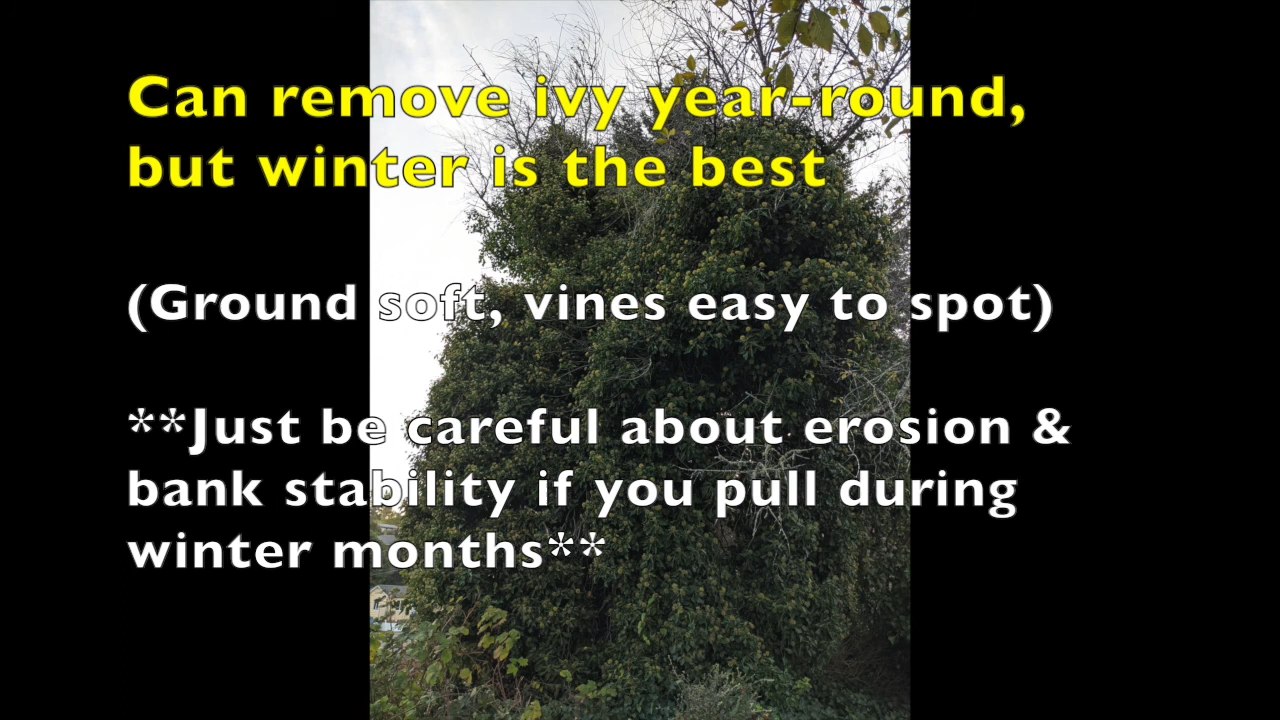 Can remove ivy year-round,
but winter is the best
(Ground soft, vines easy to spot)
**Just be careful about erosion &
bank stability if you pull during
winter months**